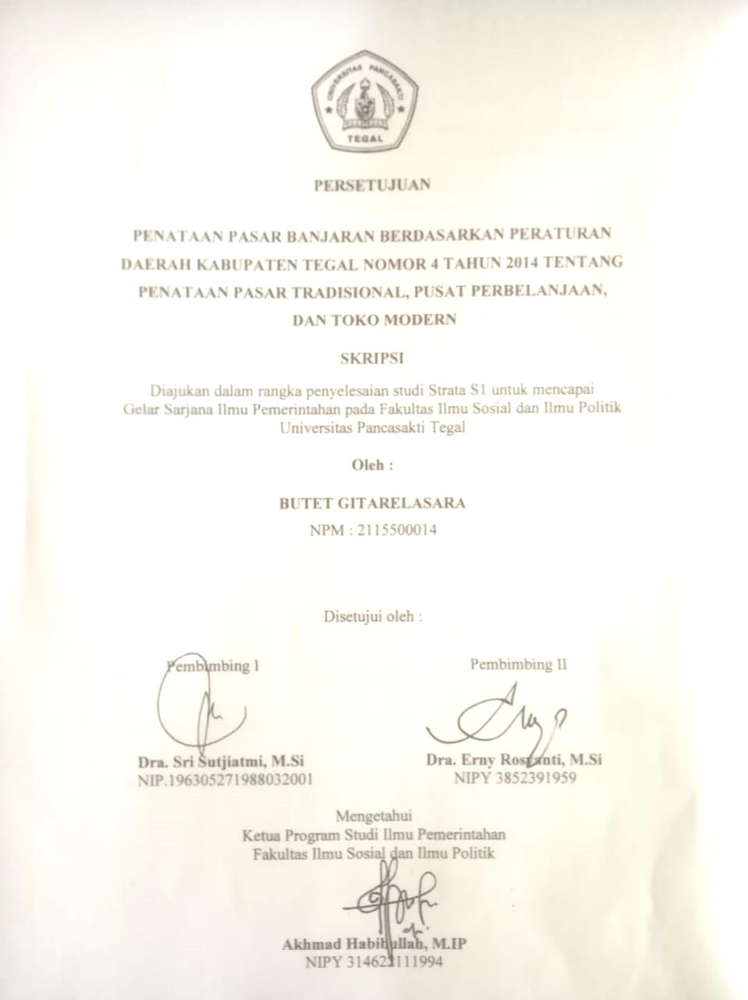 UNIVERSITAS PANCASAKTI
TEGAL
PERSETUJUAN
PENATAAN PASAR BANJARAN BERDASARKAN PERATURAN
DAERAH KABUPATEN TEGAL NOMOR 4 TAHUN 2014 TENTANG
PENATAAN PASAR TRADISIONAL, PUSAT PERBELANJAAN,
DAN TOKO MODERN
SKRIPSI
Diajukan dalam rangka penyelesaian studi Strata S1 untuk mencapai
Gelar Sarjana Ilmu Pemerintahan pada Fakultas Ilmu Sosial dan Ilmu Politik
Universitas Pancasakti Tegal
Oleh :
BUTET GITARELASARA
NPM : 2115500014
Disetujui oleh :
Pembimbing I
Pembimbing II
Dra. Sri Sutjiatmi, M.Si
Dra. Erny Rosyanti, M.Si
NIP.196305271988032001
NIPY 3852391959
Mengetahui
Ketua Program Studi Ilmu Pemerintahan
Fakultas Ilmu Sosial dan Ilmu Politik
Akhmad Habibullah, M.IP
NIPY 314622111994